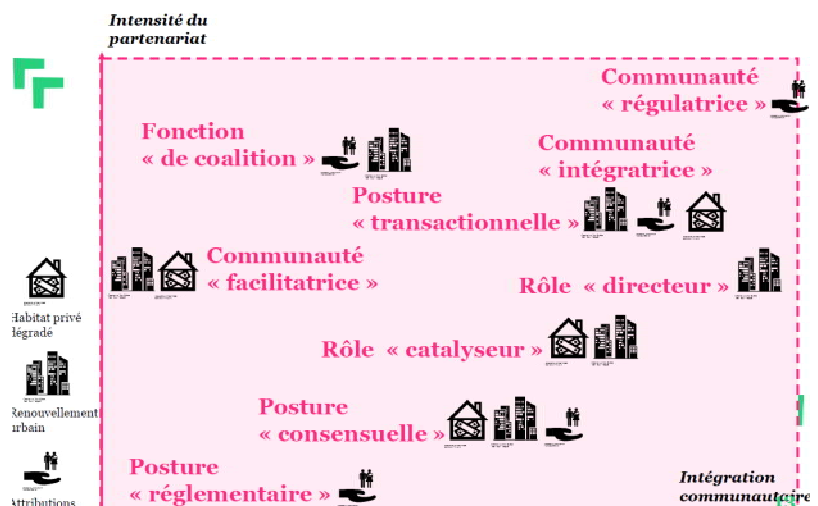 Intensité du
partenariat
Communauté
« régulatrice »
Fonction
« de coalition »
Communauté
« intégratrice »
Posture
« transactionnelle »
Communauté
« facilitatrice »
Rôle « directeur »
Habitat privé
dégradé
Rôle « catalyseur »
Renouvellement
urbain
Posture
« consensuelle »
Posture
« réglementaire »
Intégration
communautaire
Attributions